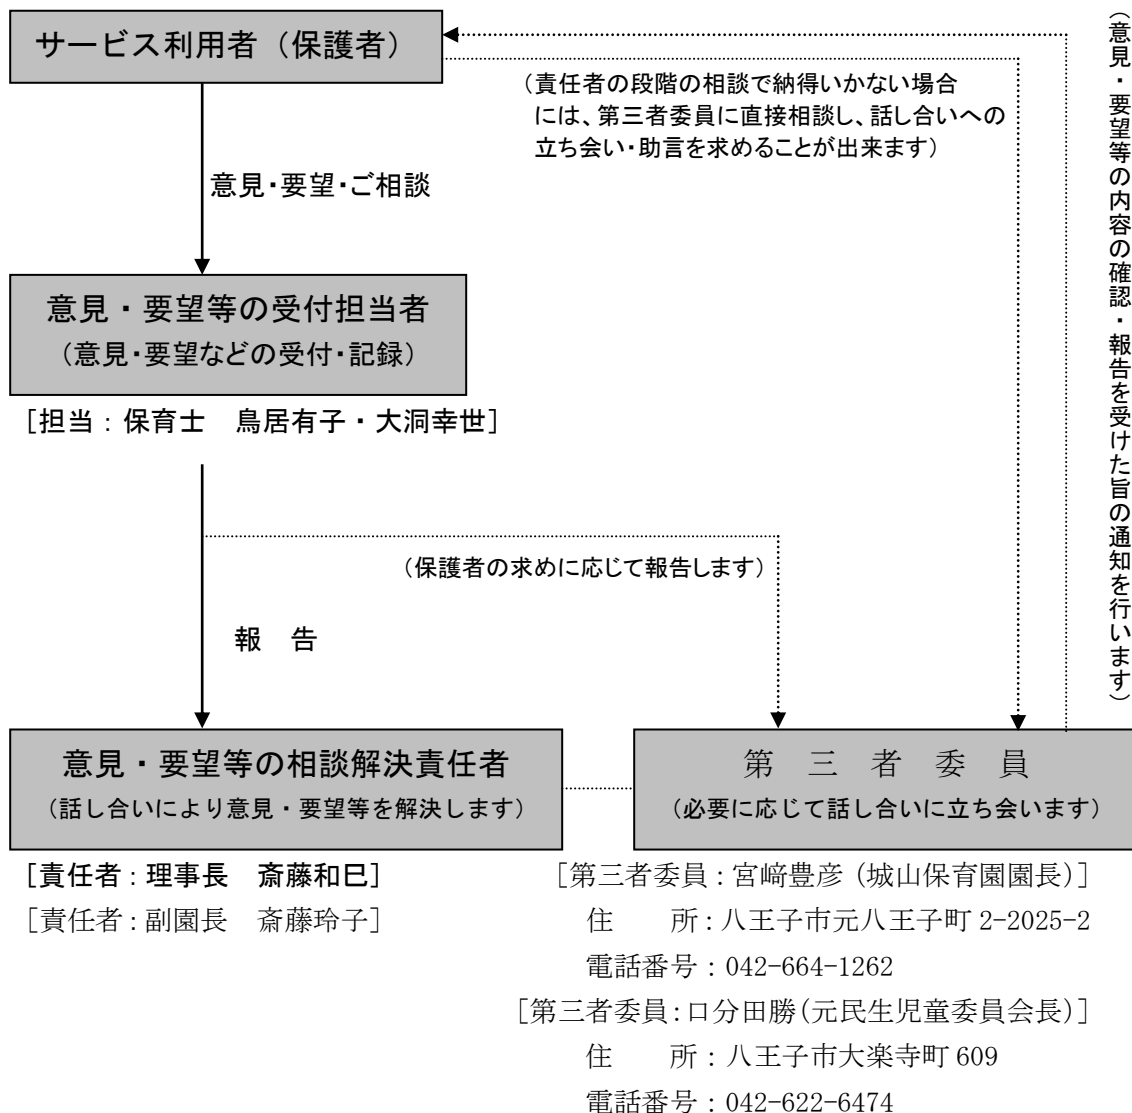 サービス利用者（保護者）
（責任者の段階の相談で納得いかない場合
には、第三者委員に直接相談し、話し合いへの
立ち会い・助言を求めることが出来ます）
（意見・要望等の内容の確認・報告を受けた旨の通知を行います）
意見・要望・ご相談
意見・要望等の受付担当者
（意見・要望などの受付・記録）
［担当：保育士　鳥居有子・大洞幸世］
（保護者の求めに応じて報告します）
報　告
意見・要望等の相談解決責任者
（話し合いにより意見・要望等を解決します）
第　三　者　委　員
（必要に応じて話し合いに立ち会います）
［責任者：理事長　斎藤和巳］
［責任者：副園長　斎藤玲子］
［第三者委員：宮﨑豊彦（城山保育園園長）］
住　　所：八王子市元八王子町 2-2025-2
電話番号：042-664-1262
［第三者委員：口分田勝（元民生児童委員会長）］
住　　所：八王子市大楽寺町 609
電話番号：042-622-6474